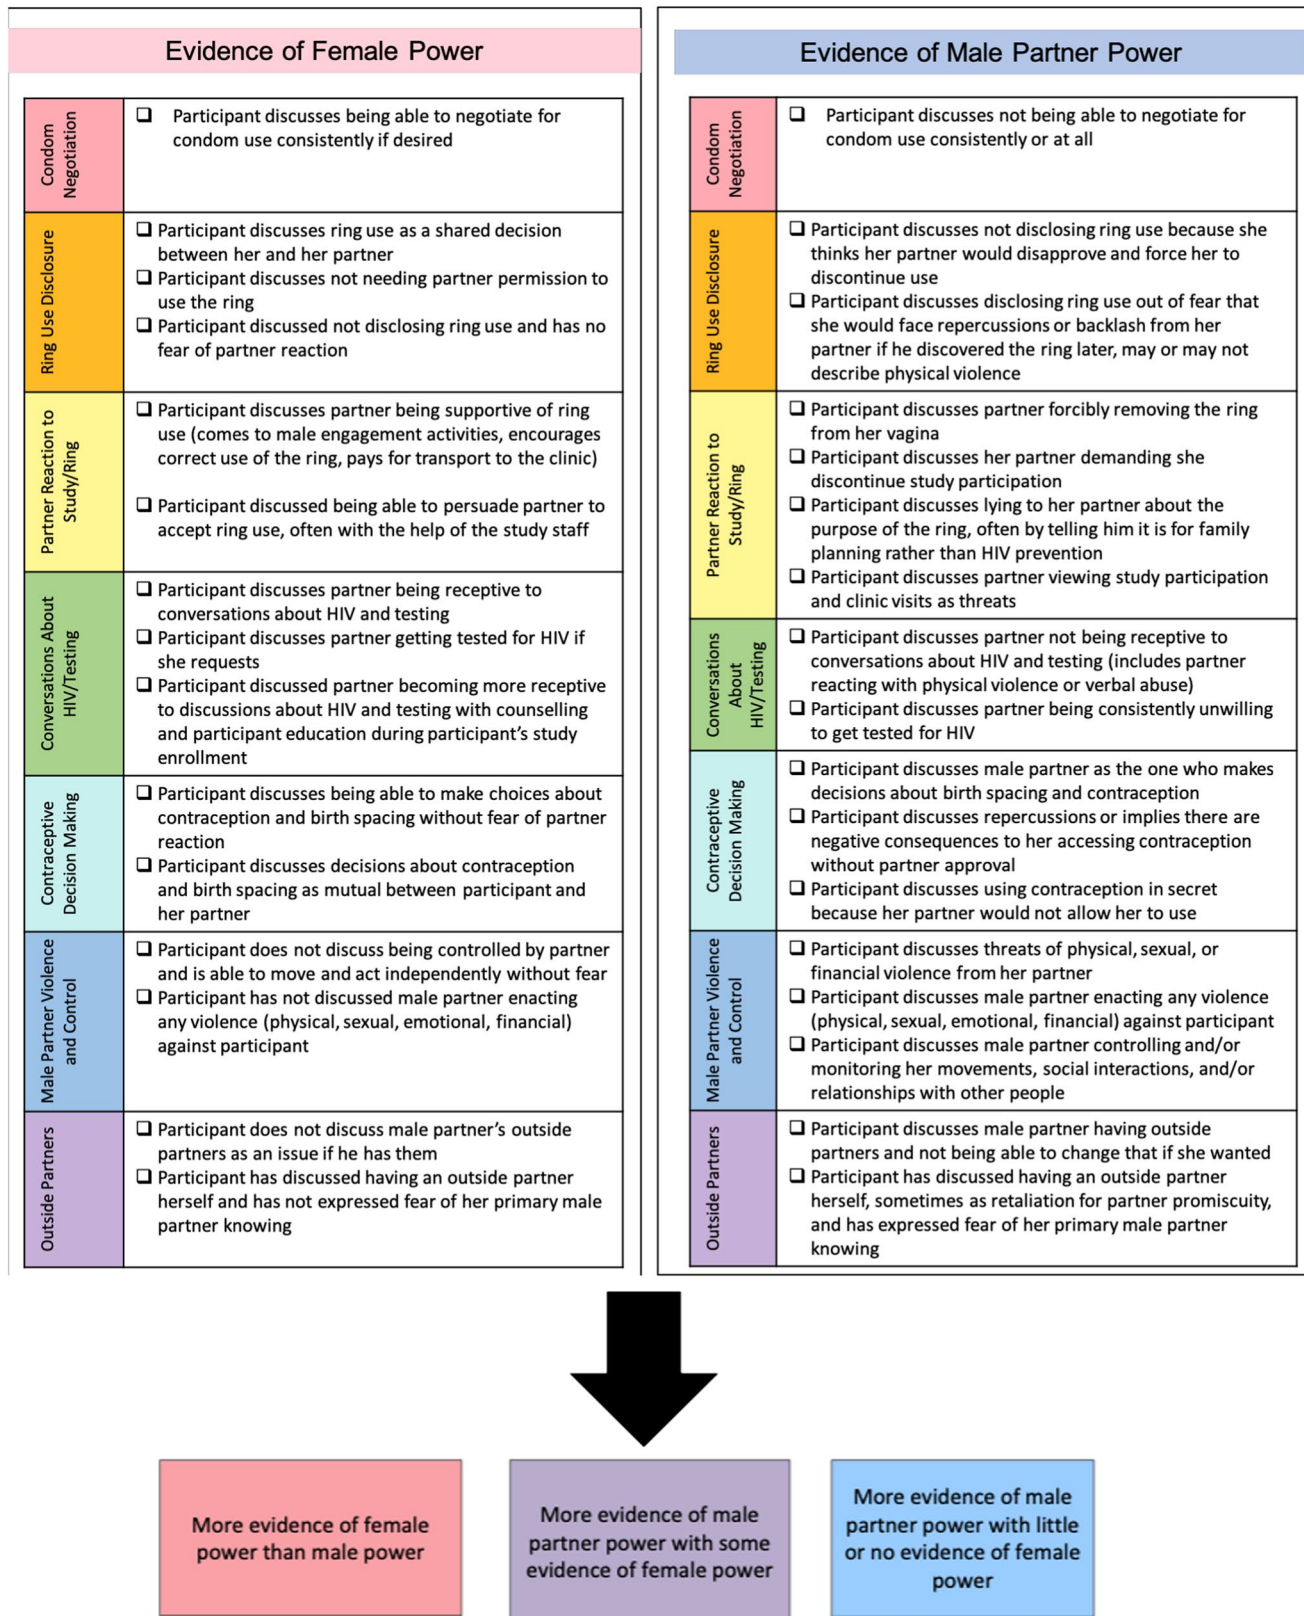 Evidence of Female Power
Condom
Negotiation
❑ Participant discusses being able to negotiate for
condom use consistently if desired
Ring Use Disclosure
❑ Participant discusses ring use as a shared decision
between her and her partner
❑ Participant discusses not needing partner permission to
use the ring
❑ Participant discussed not disclosing ring use and has no
fear of partner reaction
Partner Reaction to
Study/Ring
❑ Participant discusses partner being supportive of ring
use (comes to male engagement activities, encourages
correct use of the ring, pays for transport to the clinic)
❑ Participant discussed being able to persuade partner to
accept ring use, often with the help of the study staff
Conversations About
HIV/Testing
❑ Participant discusses partner being receptive to
conversations about HIV and testing
❑ Participant discusses partner getting tested for HIV if
she requests
❑ Participant discussed partner becoming more receptive
to discussions about HIV and testing with counselling
and participant education during participant's study
enrollment
Contraceptive
Decision Making
❑ Participant discusses being able to make choices about
contraception and birth spacing without fear of partner
reaction
❑ Participant discusses decisions about contraception
and birth spacing as mutual between participant and
her partner
Male Partner Violence
and Control
❑ Participant does not discuss being controlled by partner
and is able to move and act independently without fear
❑ Participant has not discussed male partner enacting
any violence (physical, sexual, emotional, financial)
against participant
Outside Partners
❑ Participant does not discuss male partner's outside
partners as an issue if he has them
❑ Participant has discussed having an outside partner
herself and has not expressed fear of her primary male
partner knowing
Evidence of Male Partner Power
Condom
Negotiation
❑ Participant discusses not being able to negotiate for
condom use consistently or at all
Ring Use Disclosure
❑ Participant discusses not disclosing ring use because she
thinks her partner would disapprove and force her to
discontinue use
❑ Participant discusses disclosing ring use out of fear that
she would face repercussions or backlash from her
partner if he discovered the ring later, may or may not
describe physical violence
Partner Reaction to
Study/Ring
❑ Participant discusses partner forcibly removing the ring
from her vagina
❑ Participant discusses her partner demanding she
discontinue study participation
❑ Participant discusses lying to her partner about the
purpose of the ring, often by telling him it is for family
planning rather than HIV prevention
❑ Participant discusses partner viewing study participation
and clinic visits as threats
Conversations
About
HIV/Testing
❑ Participant discusses partner not being receptive to
conversations about HIV and testing (includes partner
reacting with physical violence or verbal abuse)
❑ Participant discusses partner being consistently unwilling
to get tested for HIV
Contraceptive
Decision Making
❑ Participant discusses male partner as the one who makes
decisions about birth spacing and contraception
❑ Participant discusses repercussions or implies there are
negative consequences to her accessing contraception
without partner approval
❑ Participant discusses using contraception in secret
because her partner would not allow her to use
Male Partner Violence
and Control
❑ Participant discusses threats of physical, sexual, or
financial violence from her partner
❑ Participant discusses male partner enacting any violence
(physical, sexual, emotional, financial) against participant
❑ Participant discusses male partner controlling and/or
monitoring her movements, social interactions, and/or
relationships with other people
Outside Partners
❑ Participant discusses male partner having outside
partners and not being able to change that if she wanted
❑ Participant has discussed having an outside partner
herself, sometimes as retaliation for partner promiscuity,
and has expressed fear of her primary male partner
knowing
More evidence of female
power than male power
More evidence of male
partner power with some
evidence of female power
More evidence of male
partner power with little
or no evidence of female
power